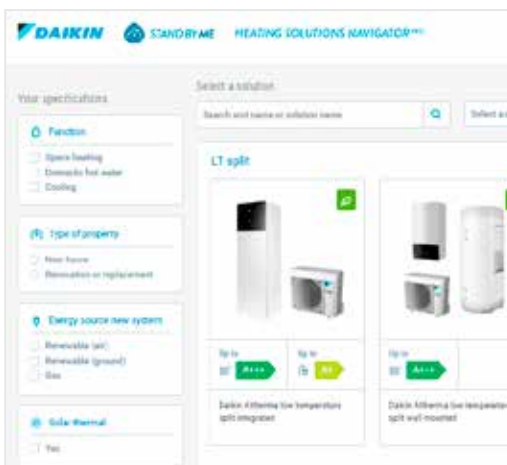 DAIKIN STAND BY ME HEATING SOLUTIONS NAVIGATOR
Your specifications
Function
Space heating
Domestic hot water
Cooling
Type of property
New home
Renovation or replacement
Energy source new system
Renewable (air)
Renewable (ground)
Gas
Solar thermal
Yes
Select a solution
Search unit name or solution name
Select a
LT split
Up to
A+++
Up to
A+
Daikin Altherma low temperature
split integrated
Up to
A+++
Daikin Altherma low temperature
split wall mounted